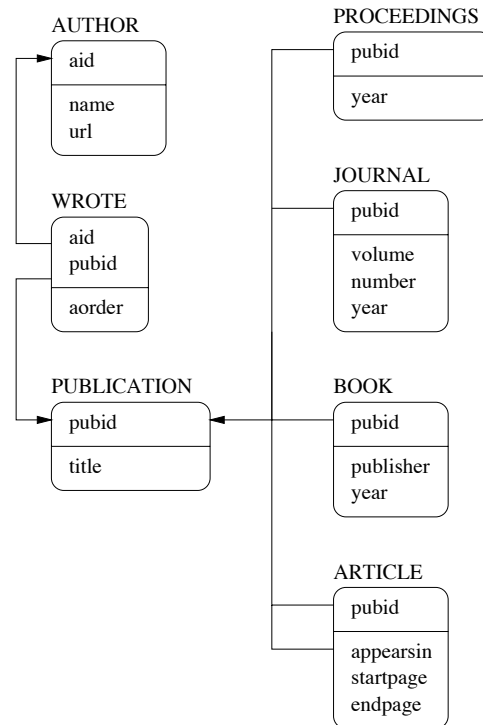 AUTHOR
aid
name
url
WROTE
aid
pubid
aorder
PUBLICATION
pubid
title
PROCEEDINGS
pubid
year
JOURNAL
pubid
volume
number
year
BOOK
pubid
publisher
year
ARTICLE
pubid
appearsin
startpage
endpage